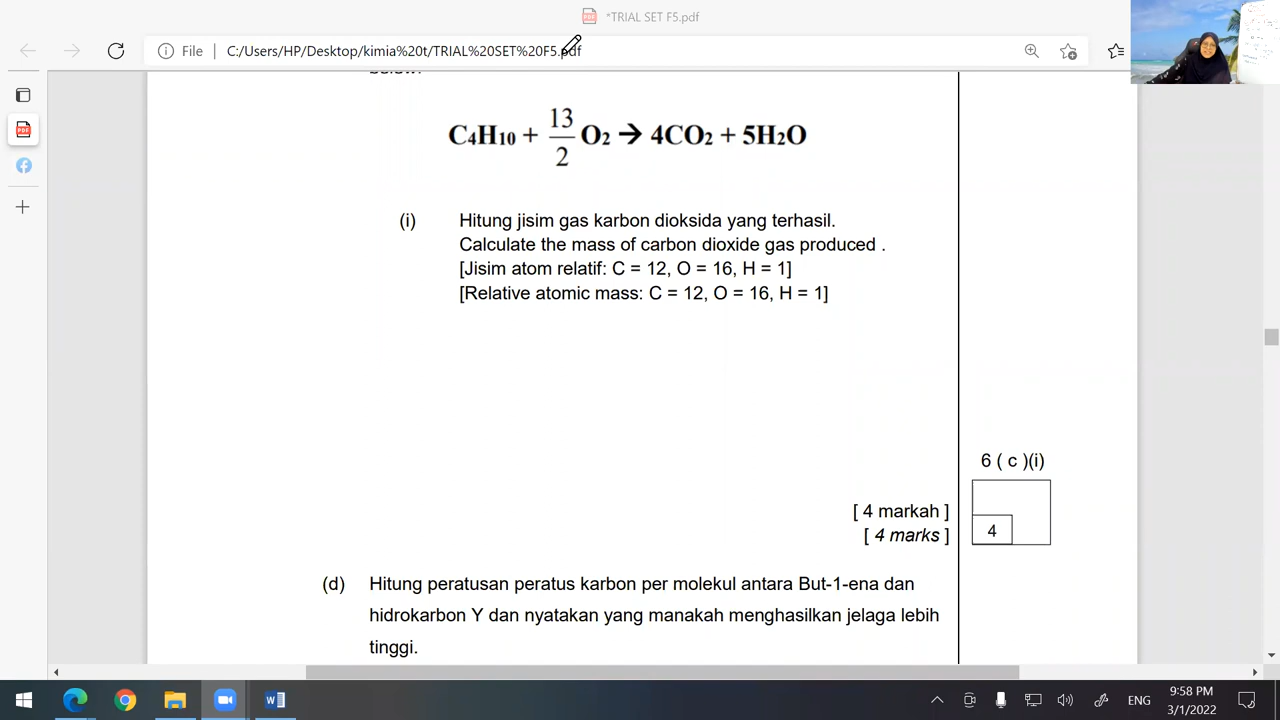 *TRIAL SET F5.pdf
File | C:/Users/HP/Desktop/kimia%20t/TRIAL%20SET%20F5.pdf
below.
C₄H₁₀ + 13/2 O₂ → 4CO₂ + 5H₂O
(i) Hitung jisim gas karbon dioksida yang terhasil.
Calculate the mass of carbon dioxide gas produced .
[Jisim atom relatif: C = 12, O = 16, H = 1]
[Relative atomic mass: C = 12, O = 16, H = 1]
6 ( c )(i)
[ 4 markah ]
[ 4 marks ]
4
(d) Hitung peratusan peratus karbon per molekul antara But-1-ena dan
hidrokarbon Y dan nyatakan yang manakah menghasilkan jelaga lebih
tinggi.
ENG
9:58 PM
3/1/2022